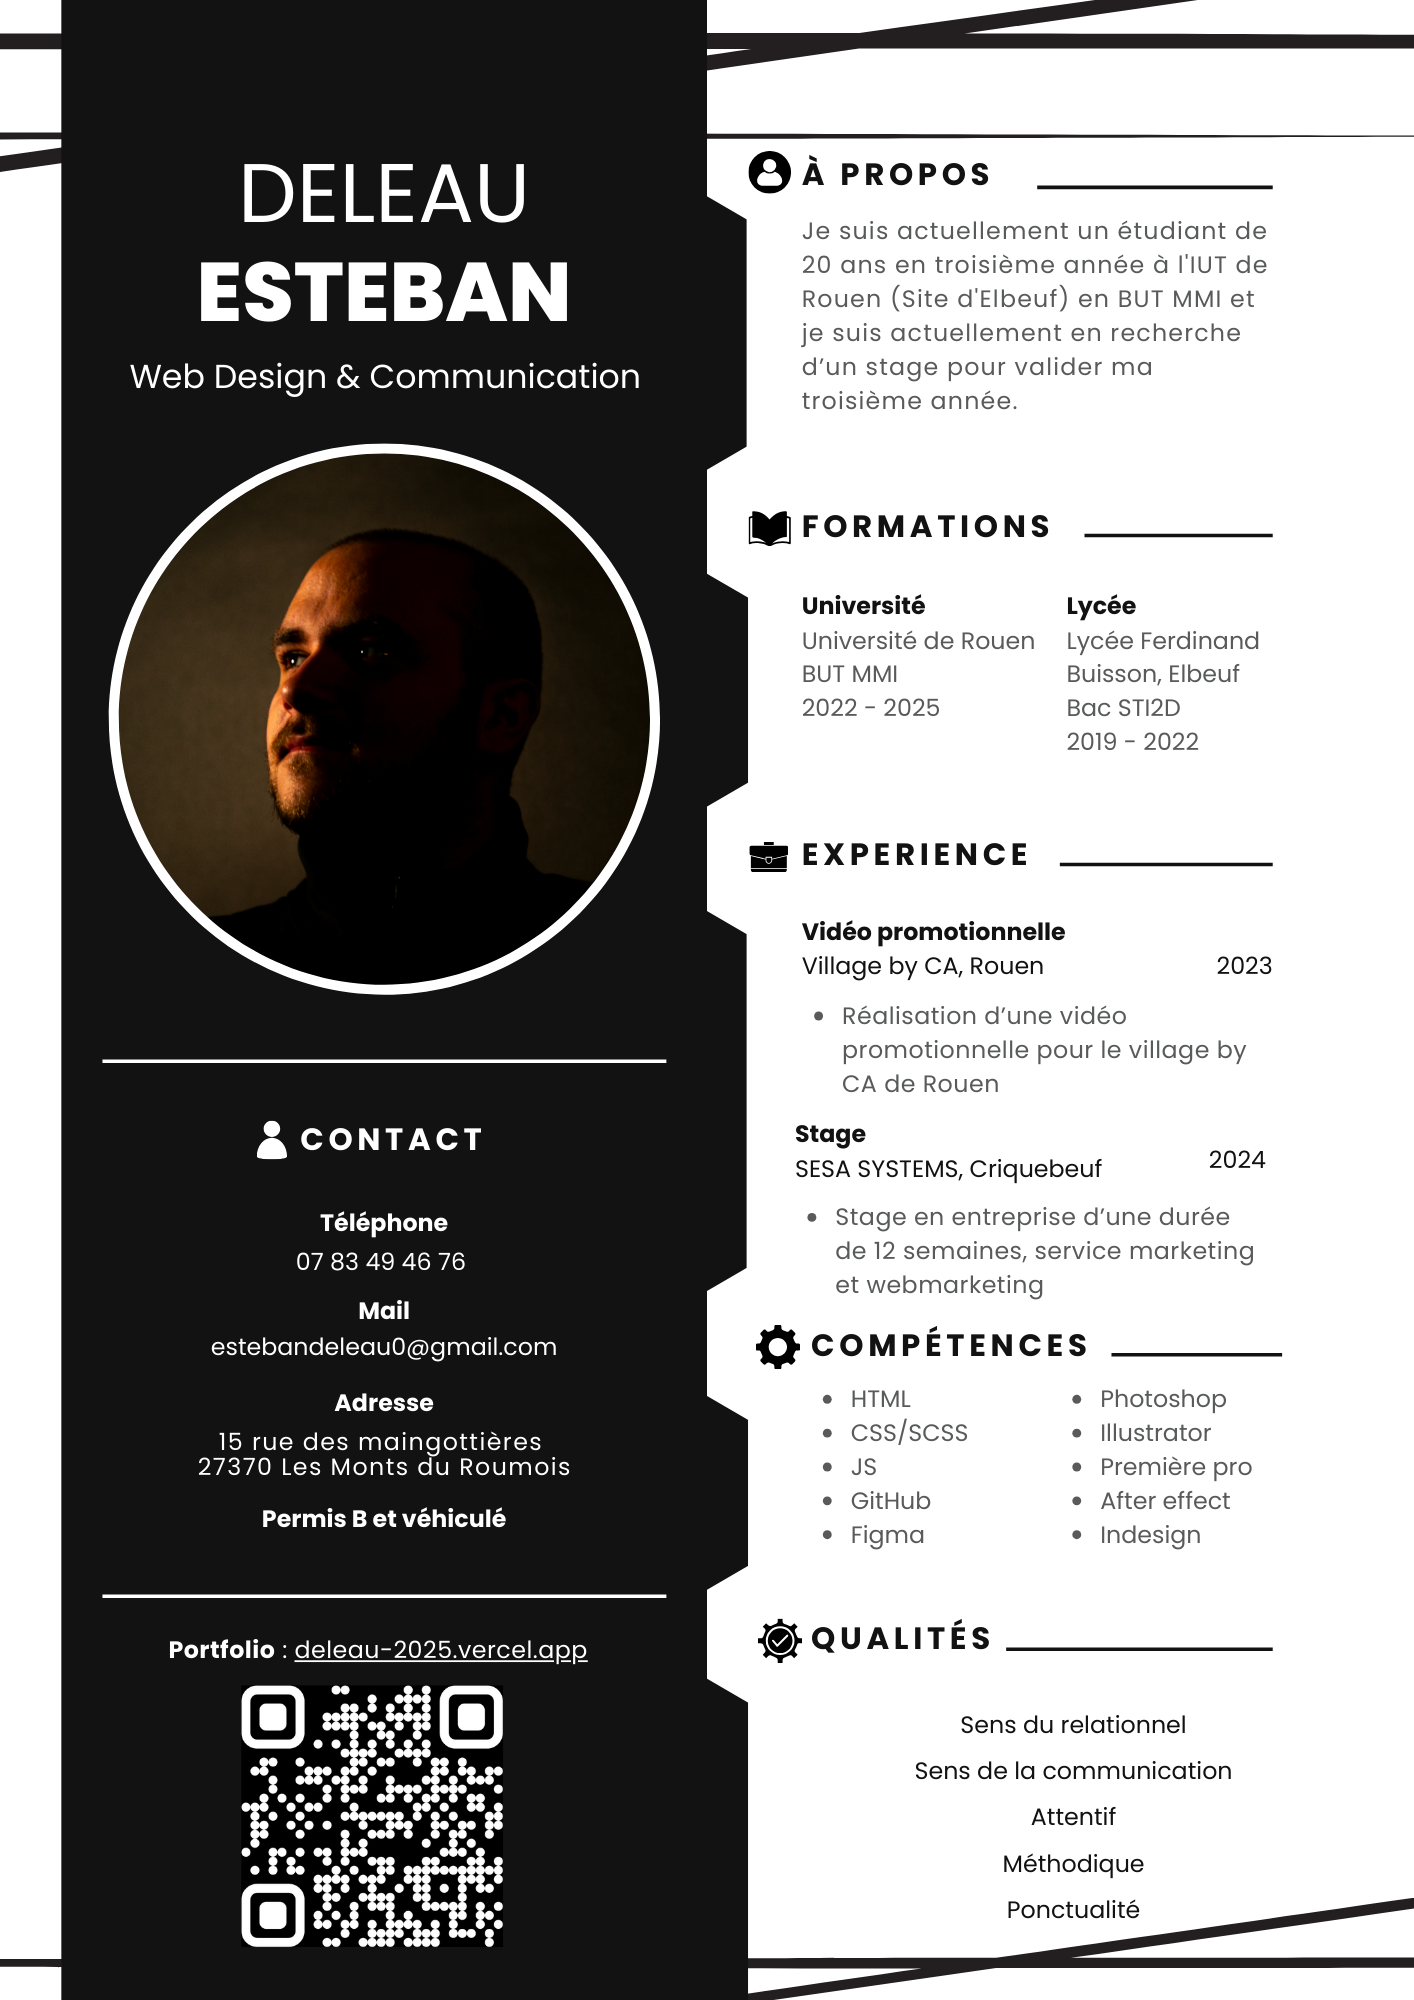 DELEAU
ESTEBAN
Web Design & Communication
CONTACT
Téléphone
07 83 49 46 76
Mail
estebandeleau0@gmail.com
Adresse
15 rue des maingottières
27370 Les Monts du Roumois
Permis B et véhiculé
Portfolio : deleau-2025.vercel.app
À PROPOS
Je suis actuellement un étudiant de
20 ans en troisième année à l'IUT de
Rouen (Site d'Elbeuf) en BUT MMI et
je suis actuellement en recherche
d’un stage pour valider ma
troisième année.
FORMATIONS
Université
Université de Rouen
BUT MMI
2022 - 2025
Lycée
Lycée Ferdinand
Buisson, Elbeuf
Bac STI2D
2019 - 2022
EXPERIENCE
Vidéo promotionnelle
Village by CA, Rouen 2023
• Réalisation d’une vidéo
promotionnelle pour le village by
CA de Rouen
Stage
SESA SYSTEMS, Criquebeuf 2024
• Stage en entreprise d’une durée
de 12 semaines, service marketing
et webmarketing
COMPÉTENCES
• HTML
• CSS/SCSS
• JS
• GitHub
• Figma
• Photoshop
• Illustrator
• Première pro
• After effect
• Indesign
QUALITÉS
Sens du relationnel
Sens de la communication
Attentif
Méthodique
Ponctualité